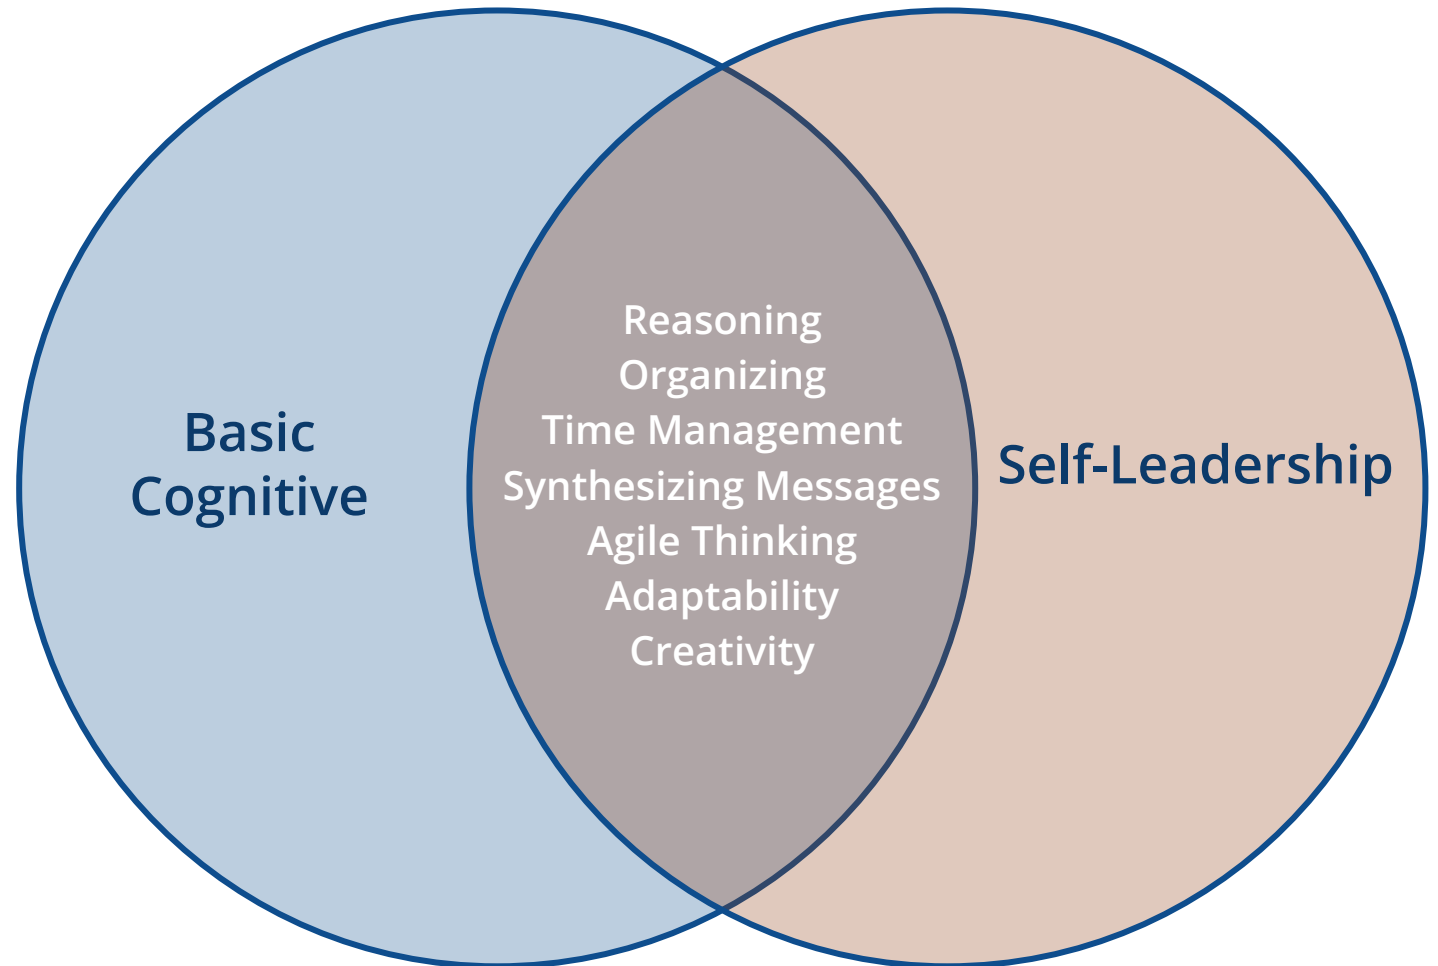 Basic
Cognitive
Reasoning
Organizing
Time Management
Synthesizing Messages
Agile Thinking
Adaptability
Creativity
Self-Leadership